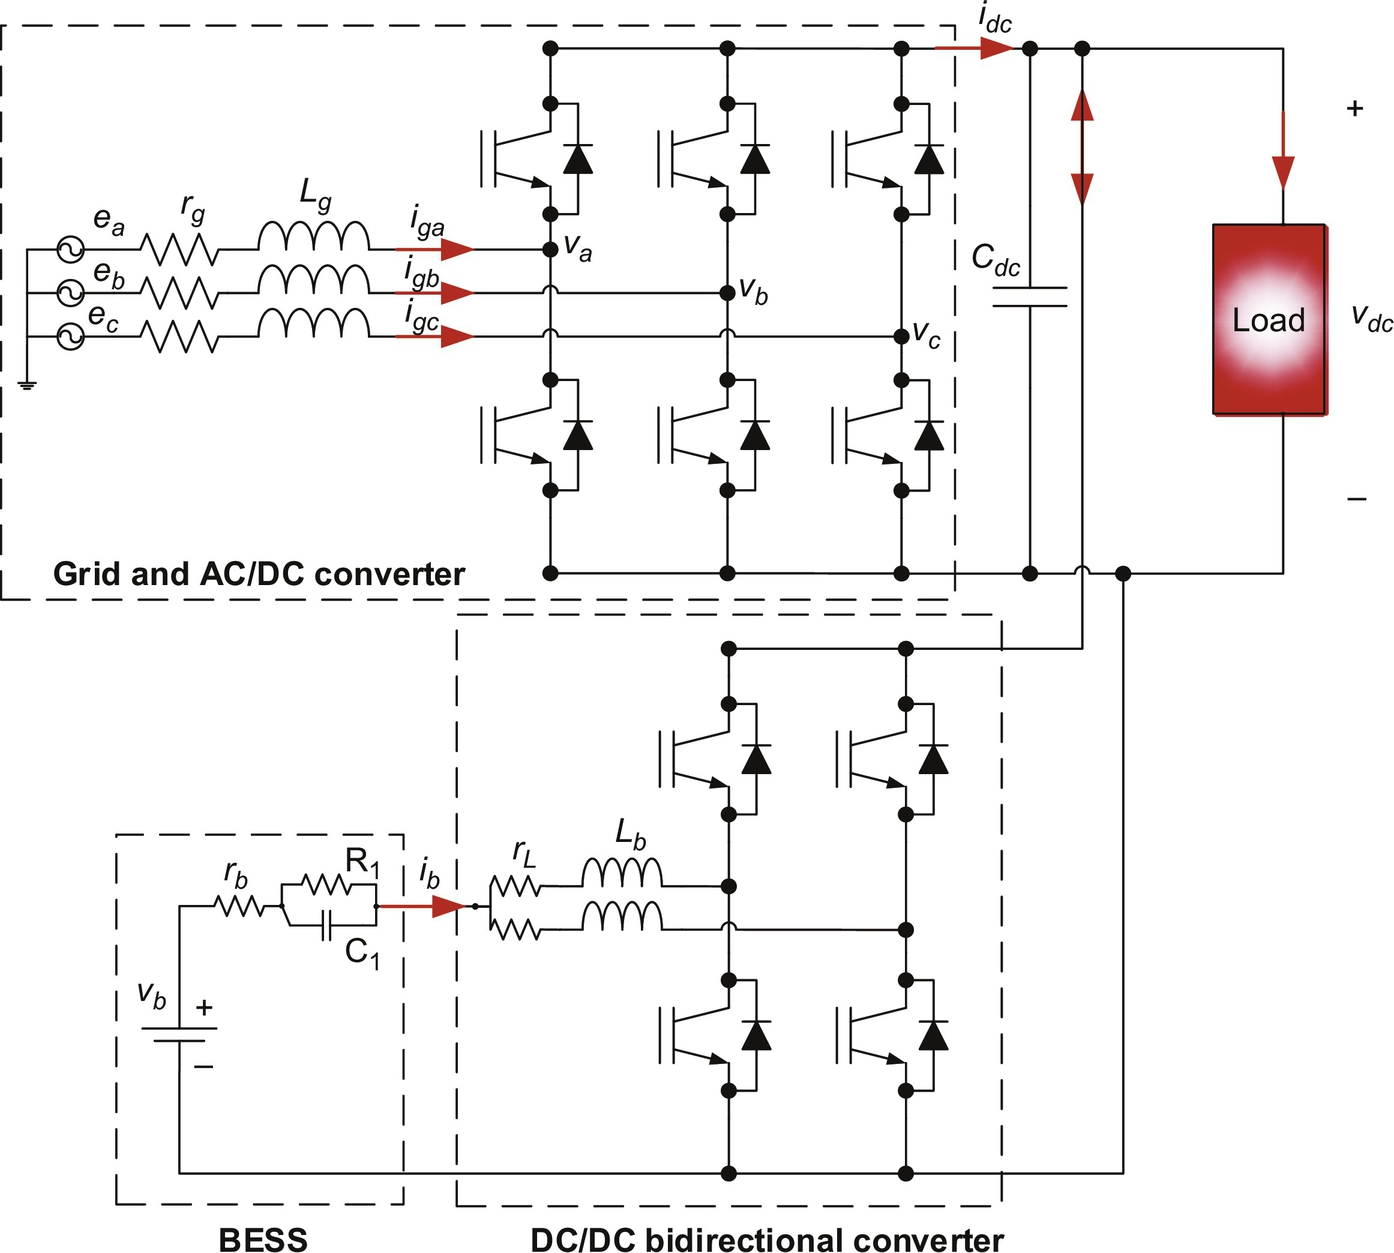 i_dc
+
e_a r_g L_g i_ga v_a
e_b i_gb v_b
e_c i_gc v_c
C_dc
Load v_dc
–
Grid and AC/DC converter
r_b R_1 i_b r_L L_b
C_1
v_b +
–
BESS
DC/DC bidirectional converter